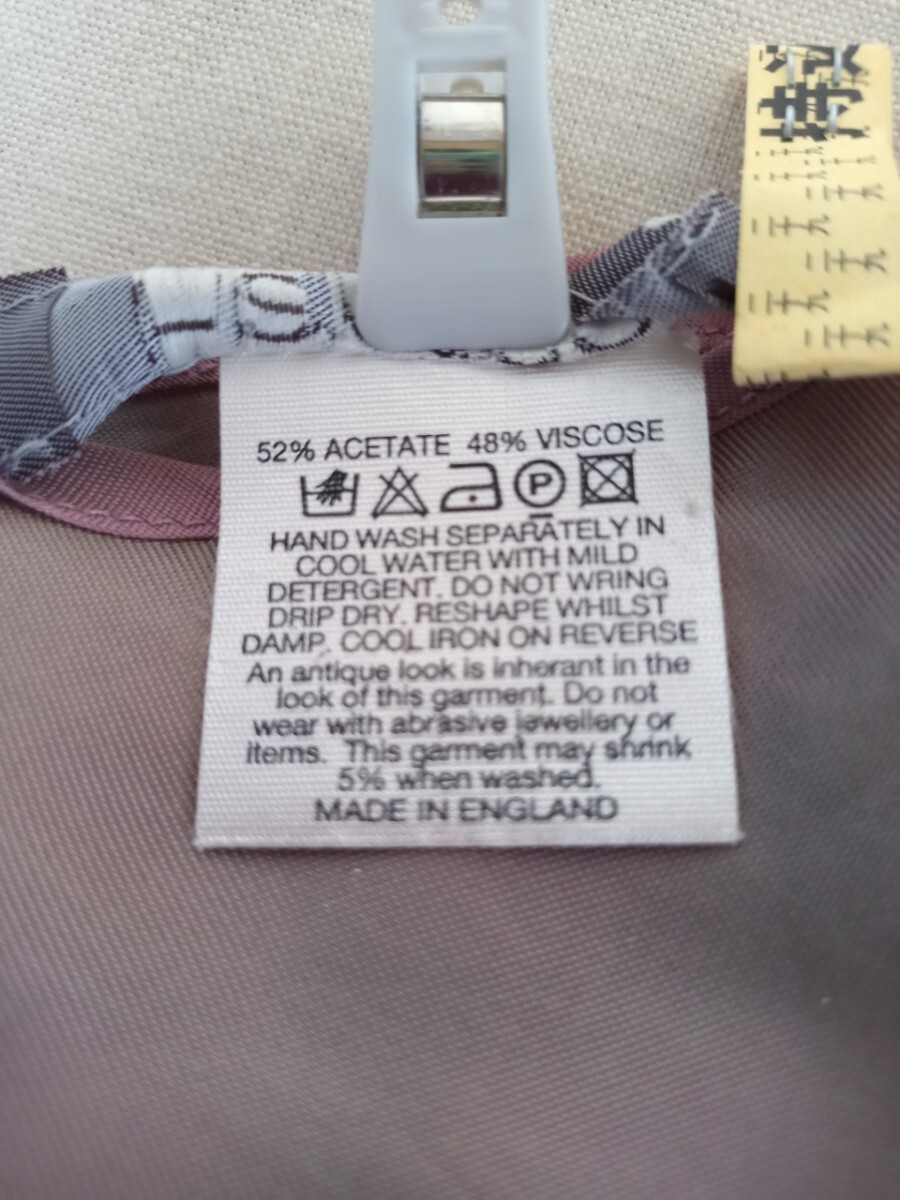 特選
52% ACETATE 48% VISCOSE
P
HAND WASH SEPARATELY IN
COOL WATER WITH MILD
DETERGENT. DO NOT WRING
DRIP DRY. RESHAPE WHILST
DAMP. COOL IRON ON REVERSE
An antique look is inherant in the
look of this garment. Do not
wear with abrasive jewellery or
items. This garment may shrink
5% when washed.
MADE IN ENGLAND